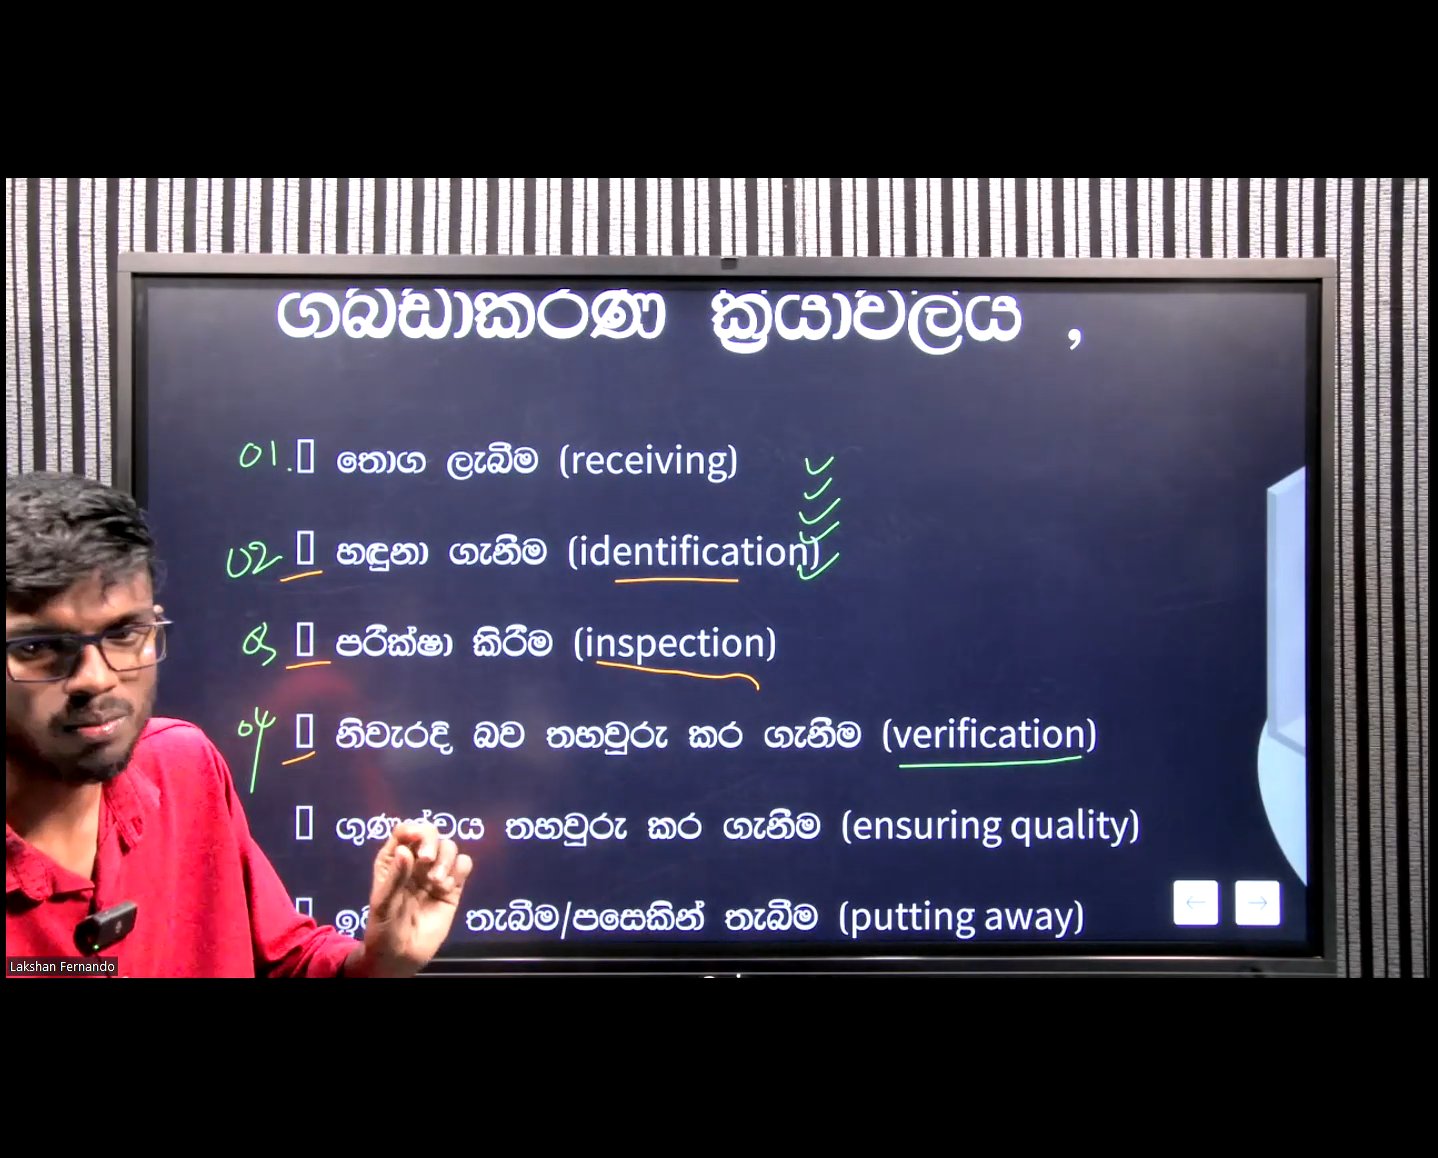 ගබඩාකරණ ක්‍රියාවලිය ,
01. තොග ලැබීම (receiving)
02 හඳුනා ගැනීම (identification)
03 පරීක්ෂා කිරීම (inspection)
04 නිවැරදි බව තහවුරු කර ගැනීම (verification)
තහවුරු කර ගැනීම (ensuring quality)
තැබීම/පසෙකින් තැබීම (putting away)
Lakshan Fernando